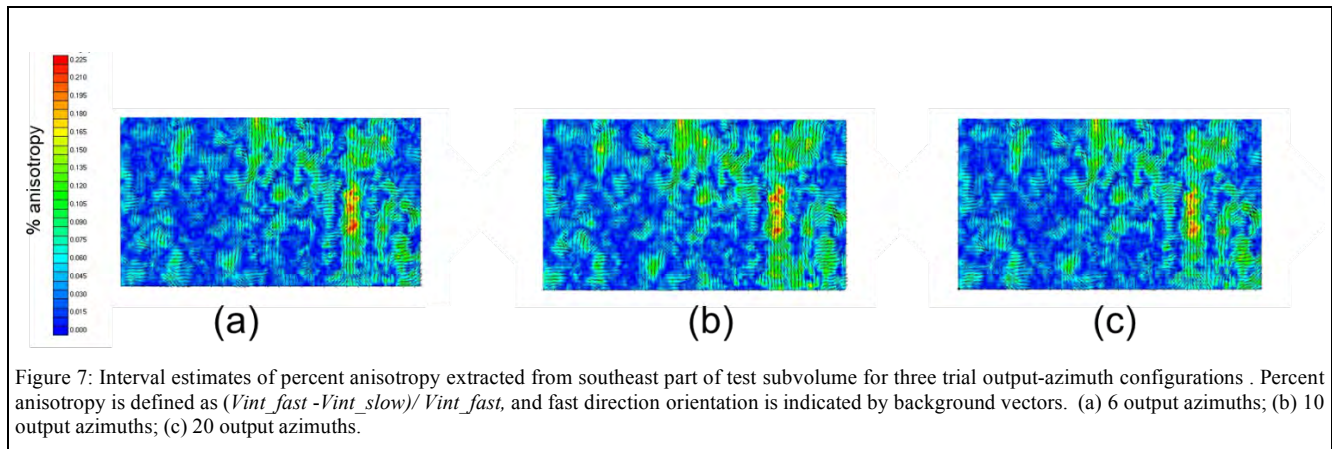 0.225
0.210
0.195
0.180
0.165
0.150
0.135
0.120
0.105
0.090
0.075
0.060
0.045
0.030
0.015
0.000
% anisotropy
(a)
(b)
(c)
Figure 7: Interval estimates of percent anisotropy extracted from southeast part of test subvolume for three trial output-azimuth configurations . Percent
anisotropy is defined as (Vint_fast -Vint_slow)/ Vint_fast, and fast direction orientation is indicated by background vectors. (a) 6 output azimuths; (b) 10
output azimuths; (c) 20 output azimuths.